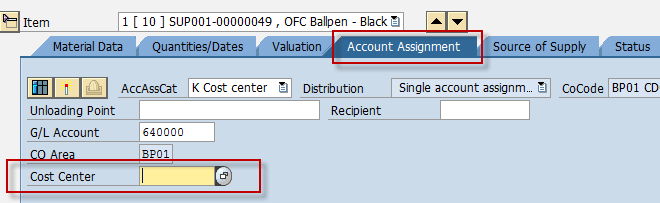 Item 1 [ 10 ] SUP001-00000049 , OFC Ballpen - Black
Material Data Quantities/Dates Valuation Account Assignment Source of Supply Status
AccAssCat K Cost center Distribution Single account assignm... CoCode BP01 CD
Unloading Point Recipient
G/L Account 640000
CO Area BP01
Cost Center